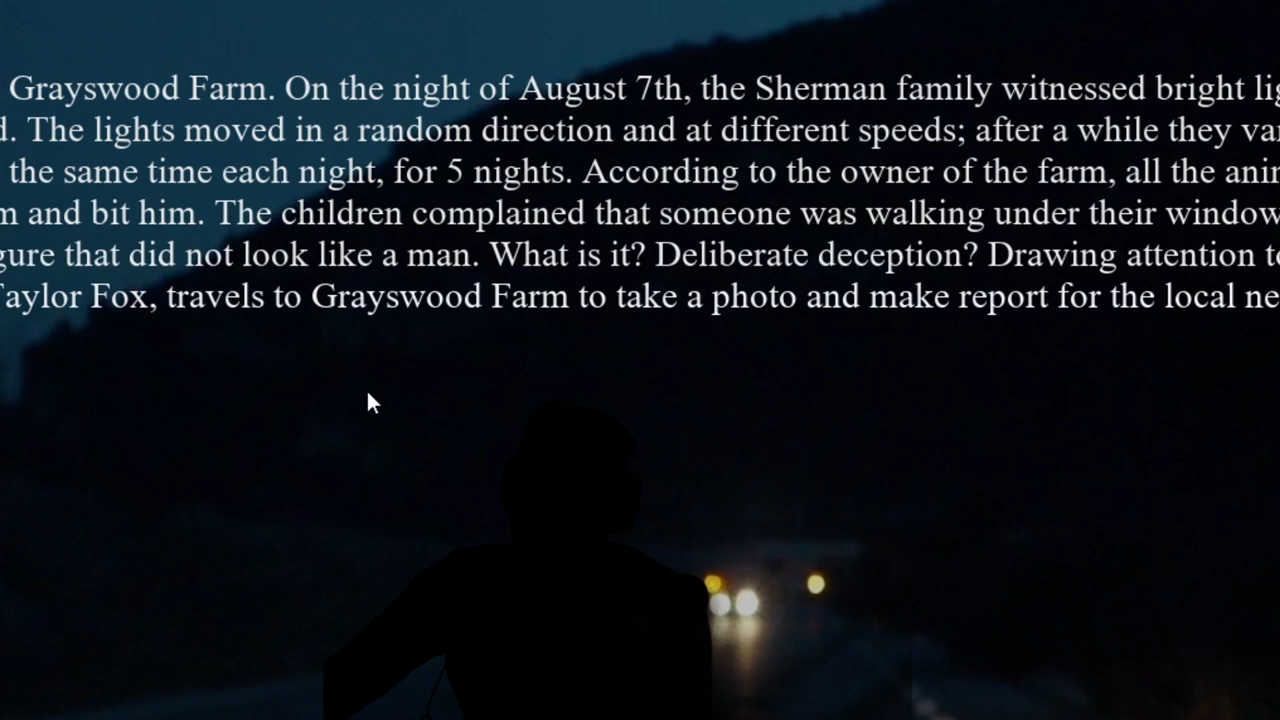 Grayswood Farm. On the night of August 7th, the Sherman family witnessed bright
The lights moved in a random direction and at different speeds; after a while they
the same time each night, for 5 nights. According to the owner of the farm, all the
and bit him. The children complained that someone was walking under their window
that did not look like a man. What is it? Deliberate deception? Drawing attention
Taylor Fox, travels to Grayswood Farm to take a photo and make report for the local